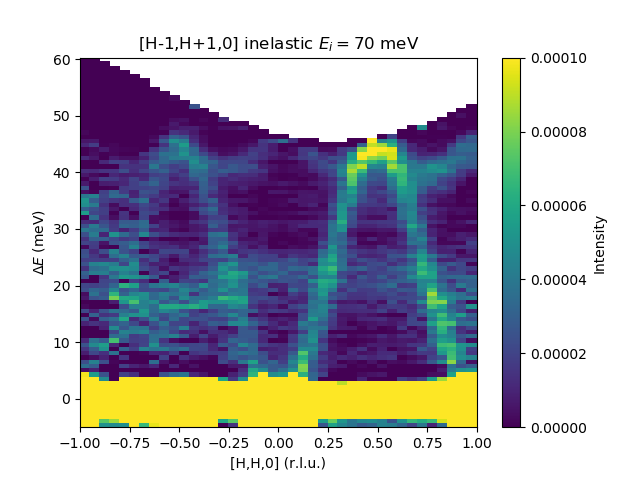 [H-1,H+1,0] inelastic $E_i = 70$ meV
60
50
40
30
20
10
0
ΔE (meV)
−1.00 −0.75 −0.50 −0.25 0.00 0.25 0.50 0.75 1.00
[H,H,0] (r.l.u.)
0.00010
0.00008
0.00006
0.00004
0.00002
0.00000
Intensity